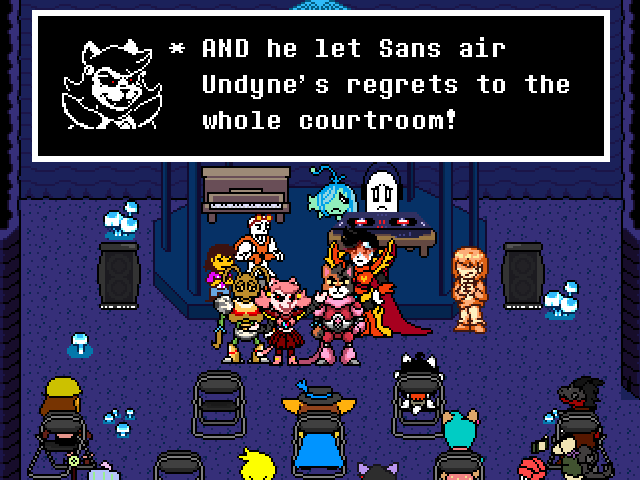 * AND he let Sans air
Undyne's regrets to the
whole courtroom!